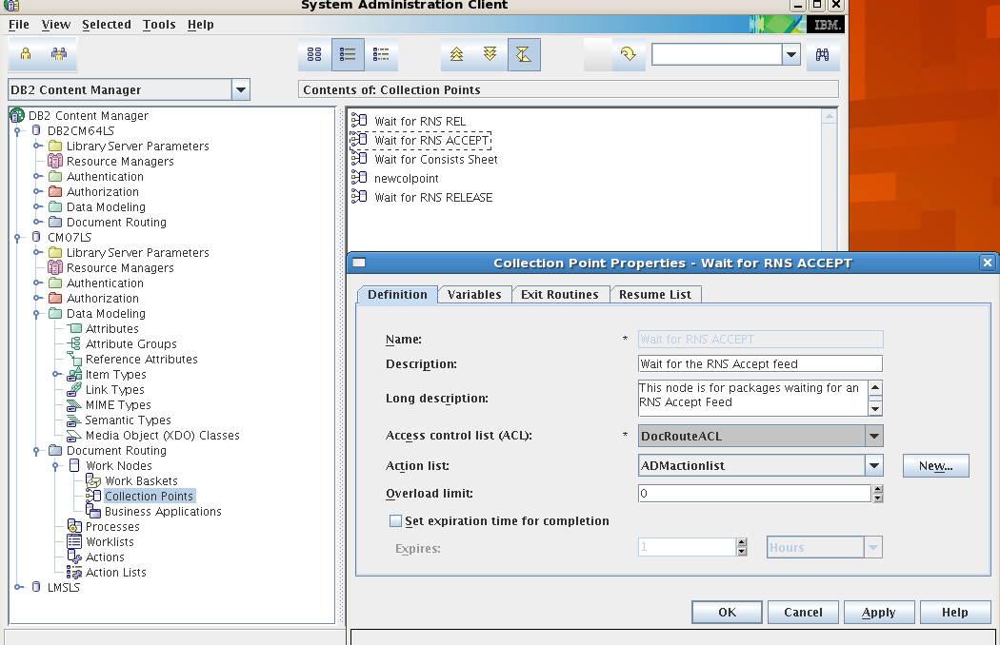 System Administration Client
File View Selected Tools Help
IBM.
DB2 Content Manager
Contents of: Collection Points
DB2 Content Manager
DB2CM64LS
Library Server Parameters
Resource Managers
Authentication
Authorization
Data Modeling
Document Routing
CM07LS
Library Server Parameters
Resource Managers
Authentication
Authorization
Data Modeling
Attributes
Attribute Groups
Reference Attributes
Item Types
Link Types
MIME Types
Semantic Types
Media Object (XDO) Classes
Document Routing
Work Nodes
Work Baskets
Collection Points
Business Applications
Processes
Worklists
Actions
Action Lists
LMSLS
Wait for RNS REL
Wait for RNS ACCEPT
Wait for Consists Sheet
newcolpoint
Wait for RNS RELEASE
Collection Point Properties - Wait for RNS ACCEPT
Definition Variables Exit Routines Resume List
Name: * Wait for RNS ACCEPT
Description: Wait for the RNS Accept feed
Long description: This node is for packages waiting for an
RNS Accept Feed
Access control list (ACL): * DocRouteACL
Action list: ADMactionlist New...
Overload limit: 0
Set expiration time for completion
Expires: 1 Hours
OK Cancel Apply Help